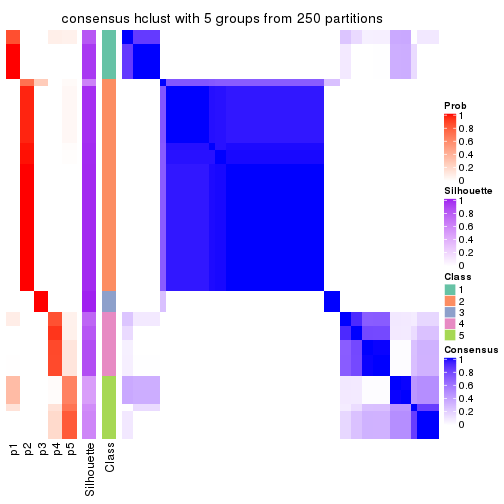 consensus hclust with 5 groups from 250 partitions
Prob
1
0.8
0.6
0.4
0.2
0
Silhouette
1
0.8
0.6
0.4
0.2
0
Class
1
2
3
4
5
Consensus
1
0.8
0.6
0.4
0.2
0
p1
p2
p3
p4
p5
Silhouette
Class